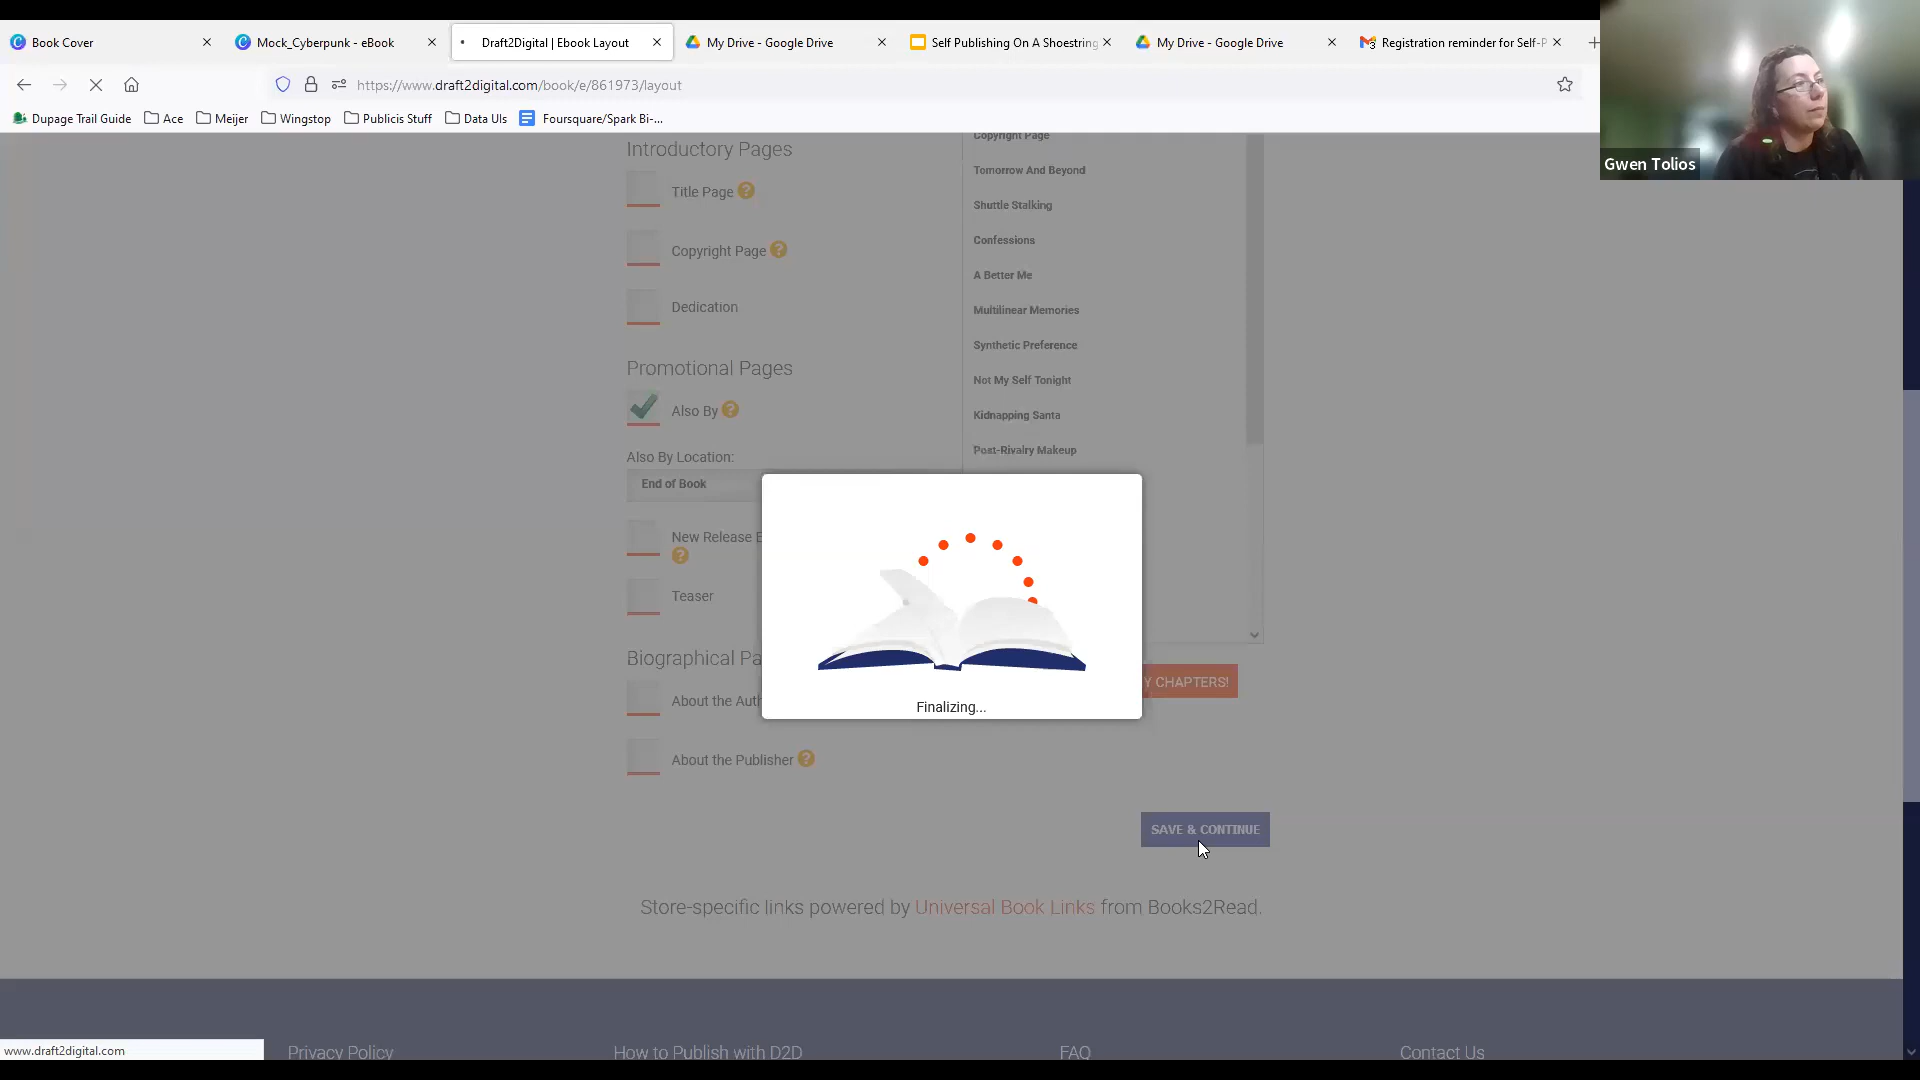 Book Cover
Mock_Cyberpunk - eBook
Draft2Digital | Ebook Layout
My Drive - Google Drive
Self Publishing On A Shoestring
My Drive - Google Drive
Registration reminder for Self-P
https://www.draft2digital.com/book/e/861973/layout
Dupage Trail Guide
Ace
Meijer
Wingstop
Publicis Stuff
Data UIs
Foursquare/Spark Bi-...
Gwen Tolios
Introductory Pages
Title Page ?
Copyright Page ?
Dedication
Promotional Pages
Also By ?
Also By Location:
End of Book
New Release E
?
Teaser
Biographical Pa
About the Auth
About the Publisher ?
Copyright Page
Tomorrow And Beyond
Shuttle Stalking
Confessions
A Better Me
Multilinear Memories
Synthetic Preference
Not My Self Tonight
Kidnapping Santa
Post-Rivalry Makeup
Finalizing...
Y CHAPTERS!
SAVE & CONTINUE
Store-specific links powered by Universal Book Links from Books2Read.
www.draft2digital.com
Privacy Policy
How to Publish with D2D
FAQ
Contact Us